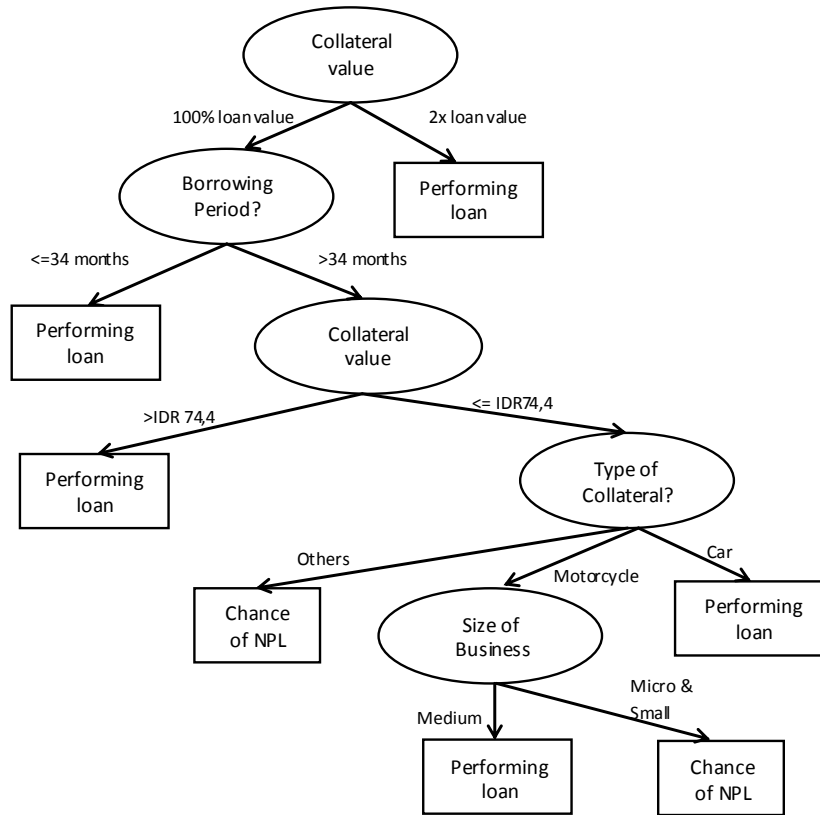 Collateral
value
100% loan value
2x loan value
Borrowing
Period?
Performing
loan
<=34 months
>34 months
Performing
loan
Collateral
value
>IDR 74,4
<= IDR74,4
Performing
loan
Type of
Collateral?
Others
Motorcycle
Car
Chance
of NPL
Size of
Business
Performing
loan
Medium
Micro &
Small
Performing
loan
Chance
of NPL